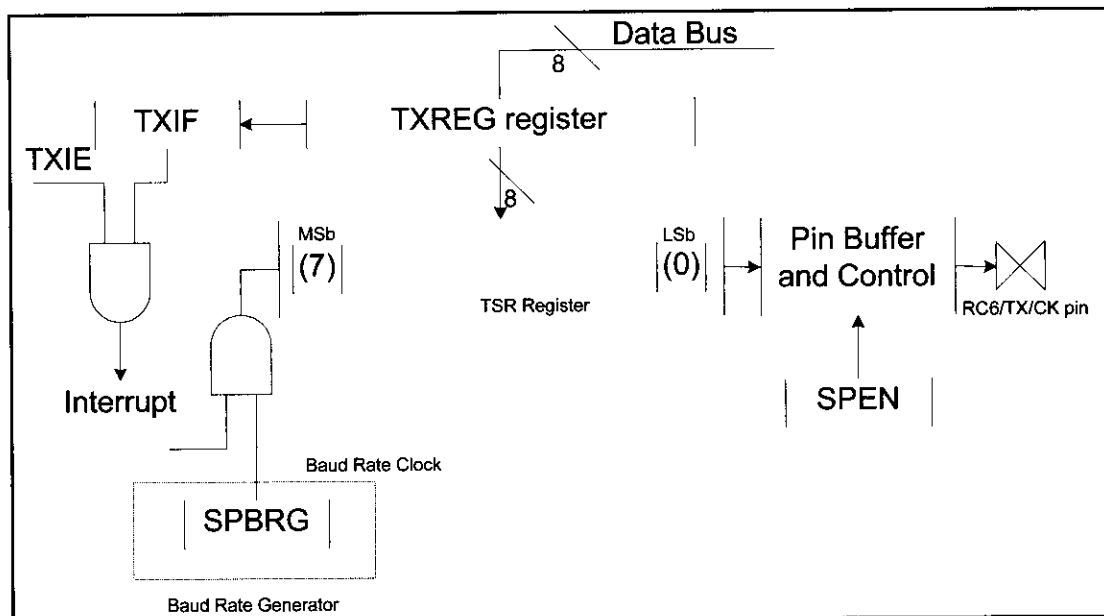 Data Bus
8
TXIF
TXREG register
TXIE
8
MSb
(7)
LSb
(0)
Pin Buffer
and Control
TSR Register
RC6/TX/CK pin
Interrupt
SPEN
Baud Rate Clock
SPBRG
Baud Rate Generator